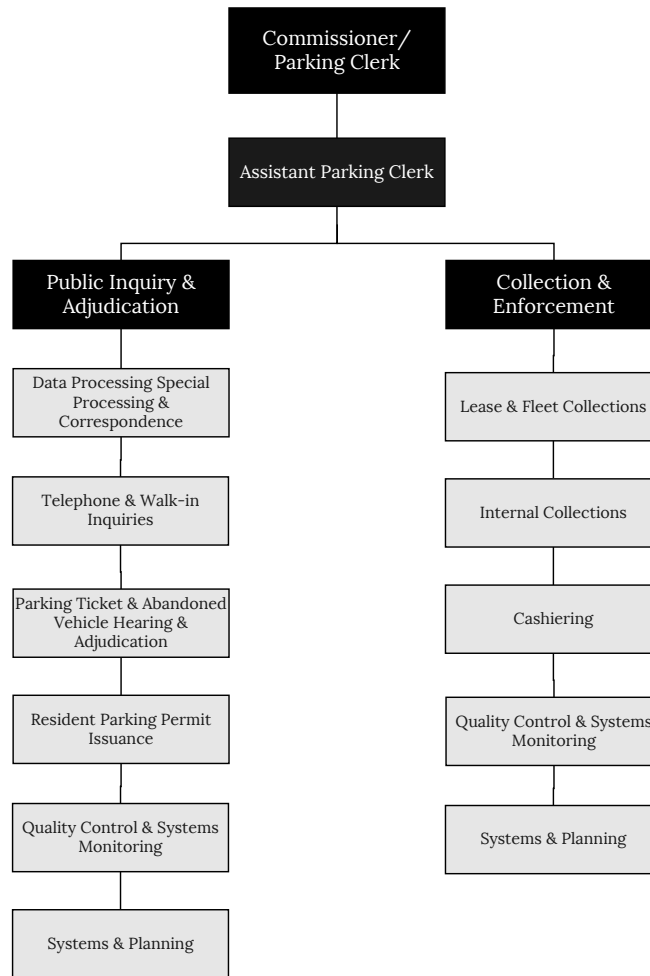 Commissioner/
Parking Clerk
Assistant Parking Clerk
Public Inquiry &
Adjudication
Data Processing Special
Processing &
Correspondence
Telephone & Walk-in
Inquiries
Parking Ticket & Abandoned
Vehicle Hearing &
Adjudication
Resident Parking Permit
Issuance
Quality Control & Systems
Monitoring
Systems & Planning
Collection &
Enforcement
Lease & Fleet Collections
Internal Collections
Cashiering
Quality Control & Systems
Monitoring
Systems & Planning